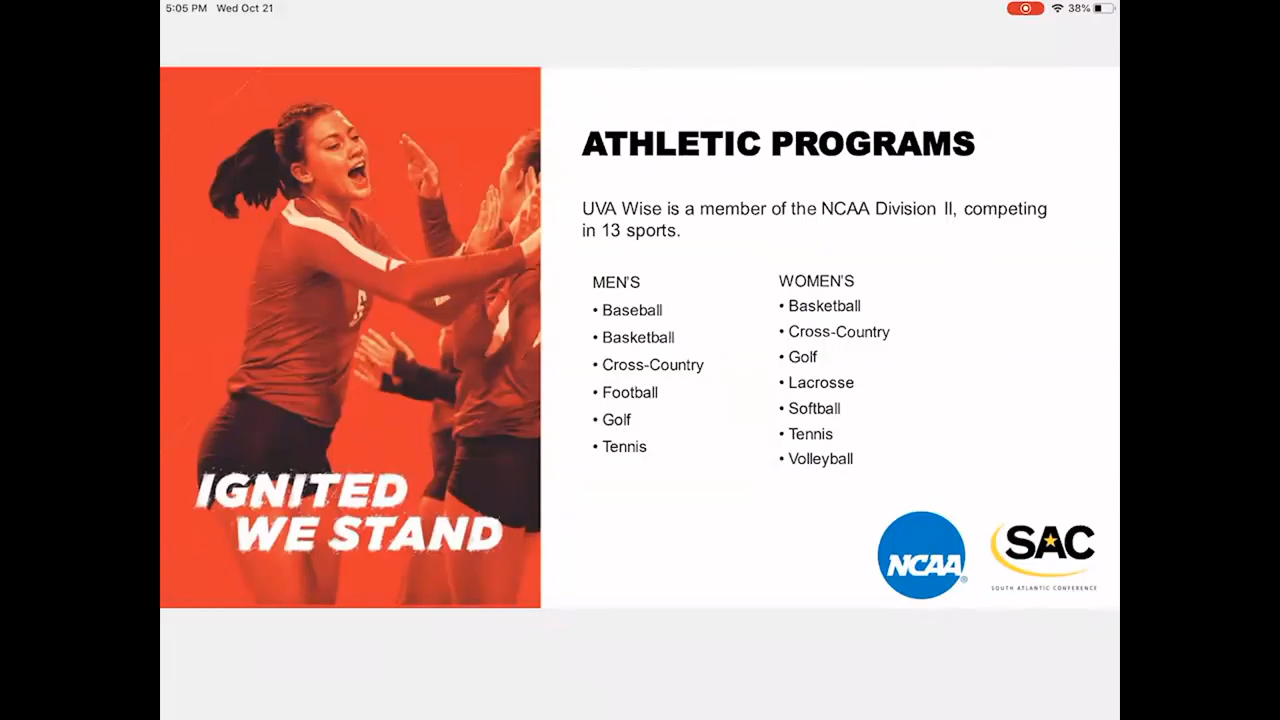 5:05 PM Wed Oct 21
38%
ATHLETIC PROGRAMS
UVA Wise is a member of the NCAA Division II, competing
in 13 sports.
MEN'S
• Baseball
• Basketball
• Cross-Country
• Football
• Golf
• Tennis
WOMEN'S
• Basketball
• Cross-Country
• Golf
• Lacrosse
• Softball
• Tennis
• Volleyball
IGNITED
WE STAND
NCAA®
SAC
SOUTH ATLANTIC CONFERENCE